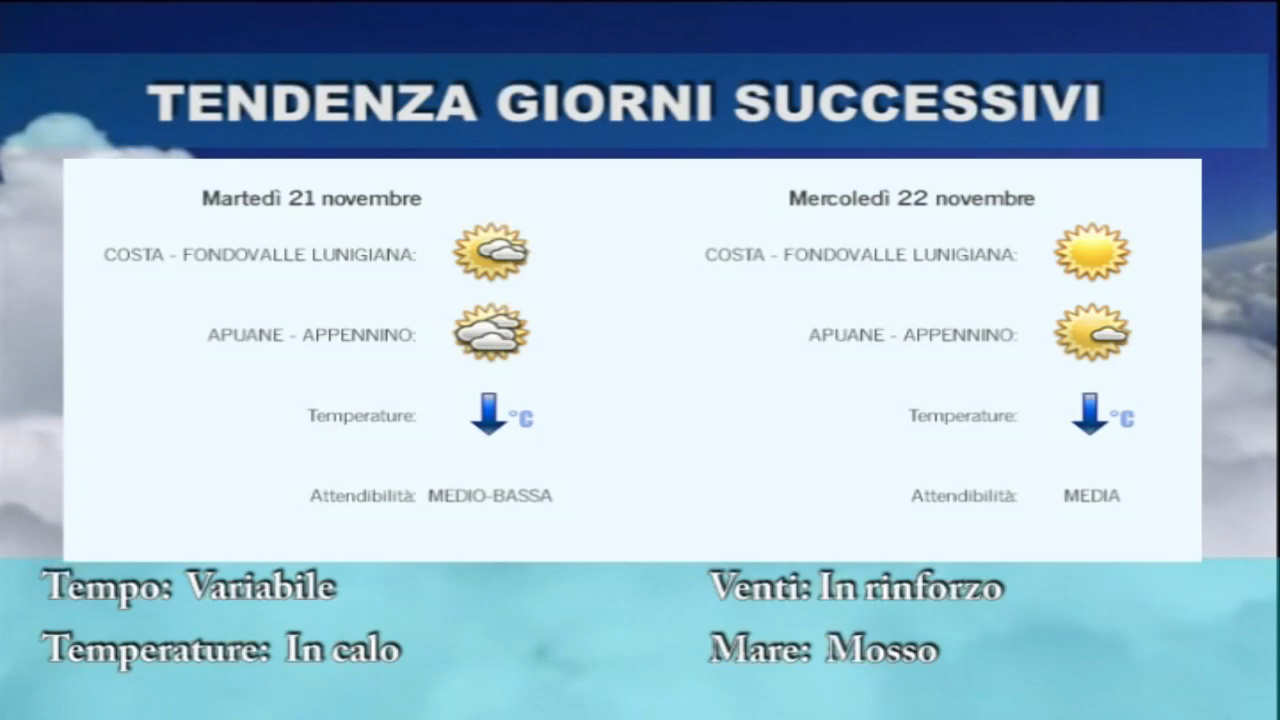 TENDENZA GIORNI SUCCESSIVI
Martedì 21 novembre
COSTA - FONDOVALLE LUNIGIANA:
APUANE - APPENNINO:
Temperature: °C
Attendibilità: MEDIO-BASSA
Mercoledì 22 novembre
COSTA - FONDOVALLE LUNIGIANA:
APUANE - APPENNINO:
Temperature: °C
Attendibilità: MEDIA
Tempo: Variabile
Temperature: In calo
Venti: In rinforzo
Mare: Mosso